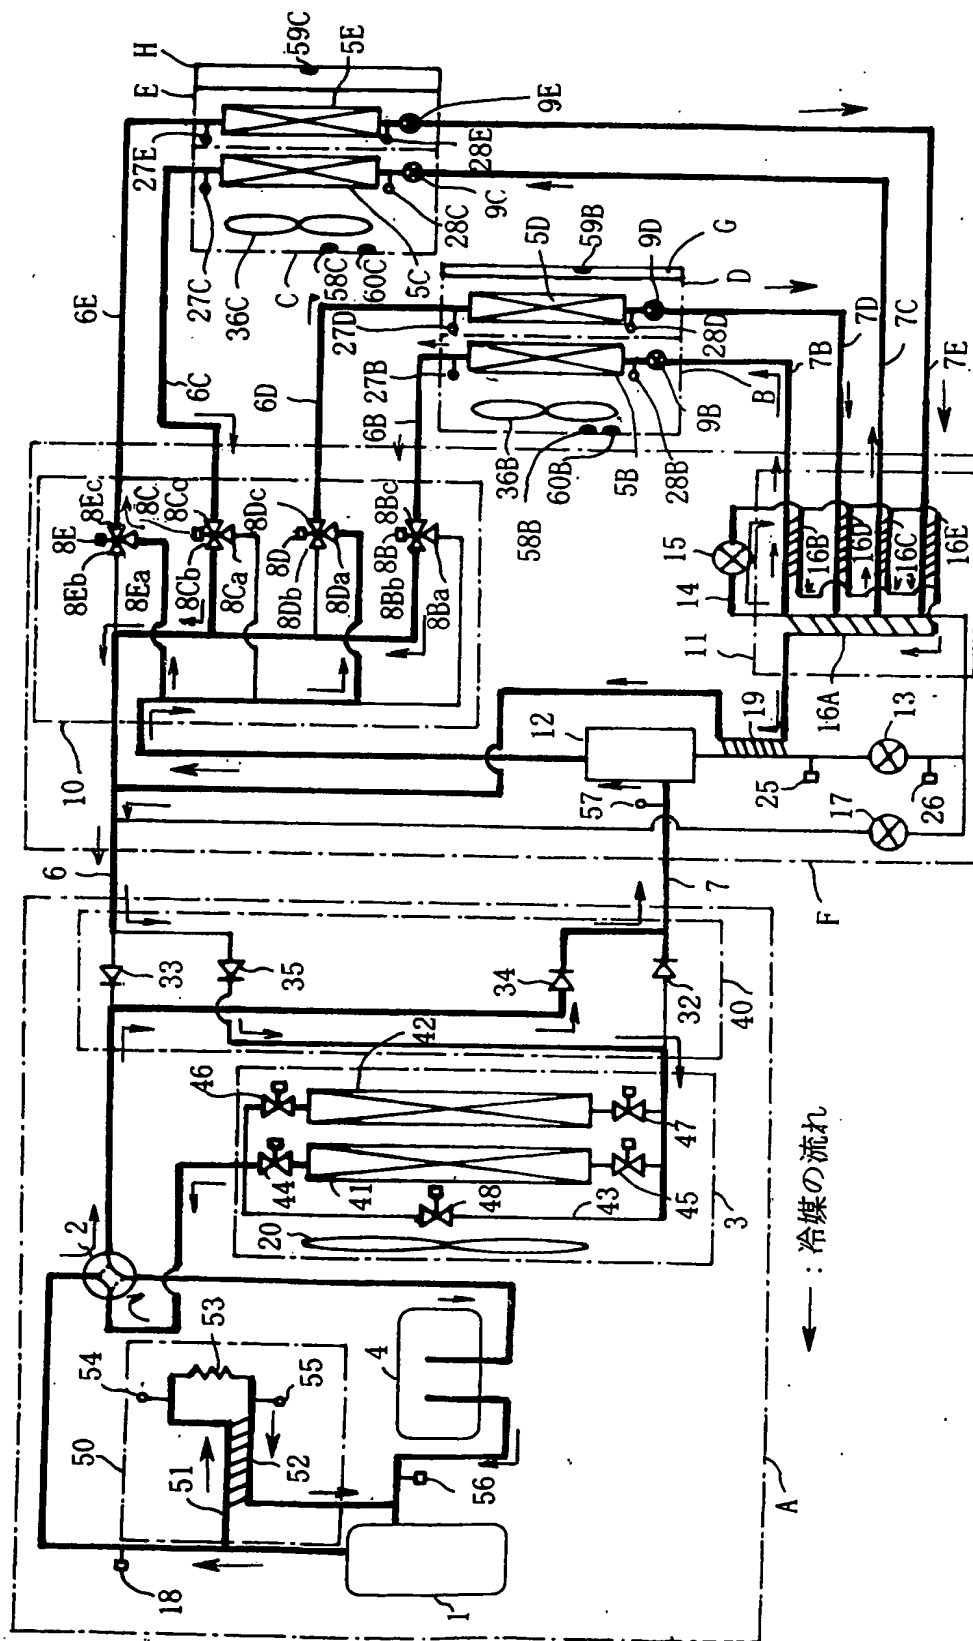 18
50
51
52
54
53
55
2
1
56
4
20
44
41
48
43
45
46
42
47
3
A
33
35
34
32
40
6
7
F
10
57
12
17
25
19
13
26
16A
11
14
15
8E
8Eb
8Ec
8Ea
8C
8Cb
8Cc
8Ca
8D
8Db
8Dc
8Da
8B
8Bb
8Bc
8Ba
6E
6C
6D
6B
16B
16D
16C
16E
7B
7D
7C
7E
27C
36C
C
58C
60C
5C
28C
9C
27E
E
H
59C
5E
28E
9E
27B
36B
58B
60B
5B
28B
9B
B
27D
5D
59B
28D
9D
G
D
:冷媒の流れ